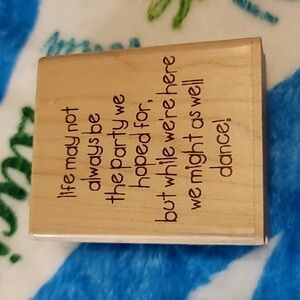 life may not
always be
the party we
hoped for,
but while we're here
we might as well
dance!